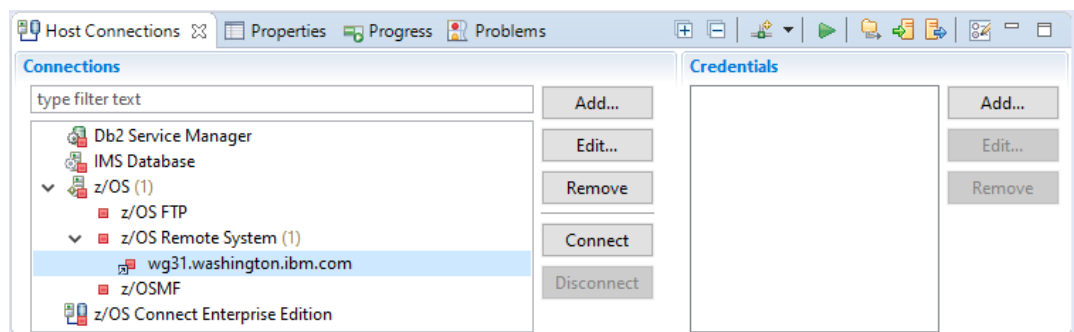 Host Connections Properties Progress Problems
Connections
type filter text
Db2 Service Manager
IMS Database
z/OS (1)
z/OS FTP
z/OS Remote System (1)
wg31.washington.ibm.com
z/OSMF
z/OS Connect Enterprise Edition
Add...
Edit...
Remove
Connect
Disconnect
Credentials
Add...
Edit...
Remove